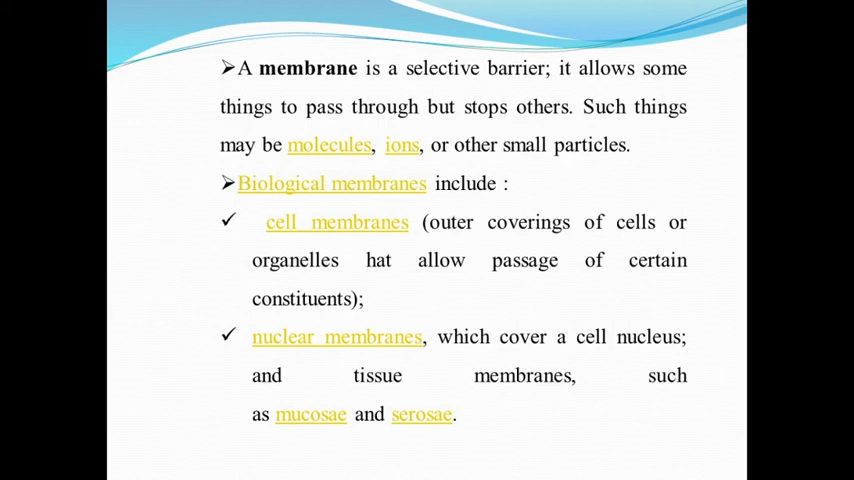 ➢A membrane is a selective barrier; it allows some
things to pass through but stops others. Such things
may be molecules, ions, or other small particles.
➢Biological membranes include :
✓ cell membranes (outer coverings of cells or
organelles hat allow passage of certain
constituents);
✓ nuclear membranes, which cover a cell nucleus;
and tissue membranes, such
as mucosae and serosae.